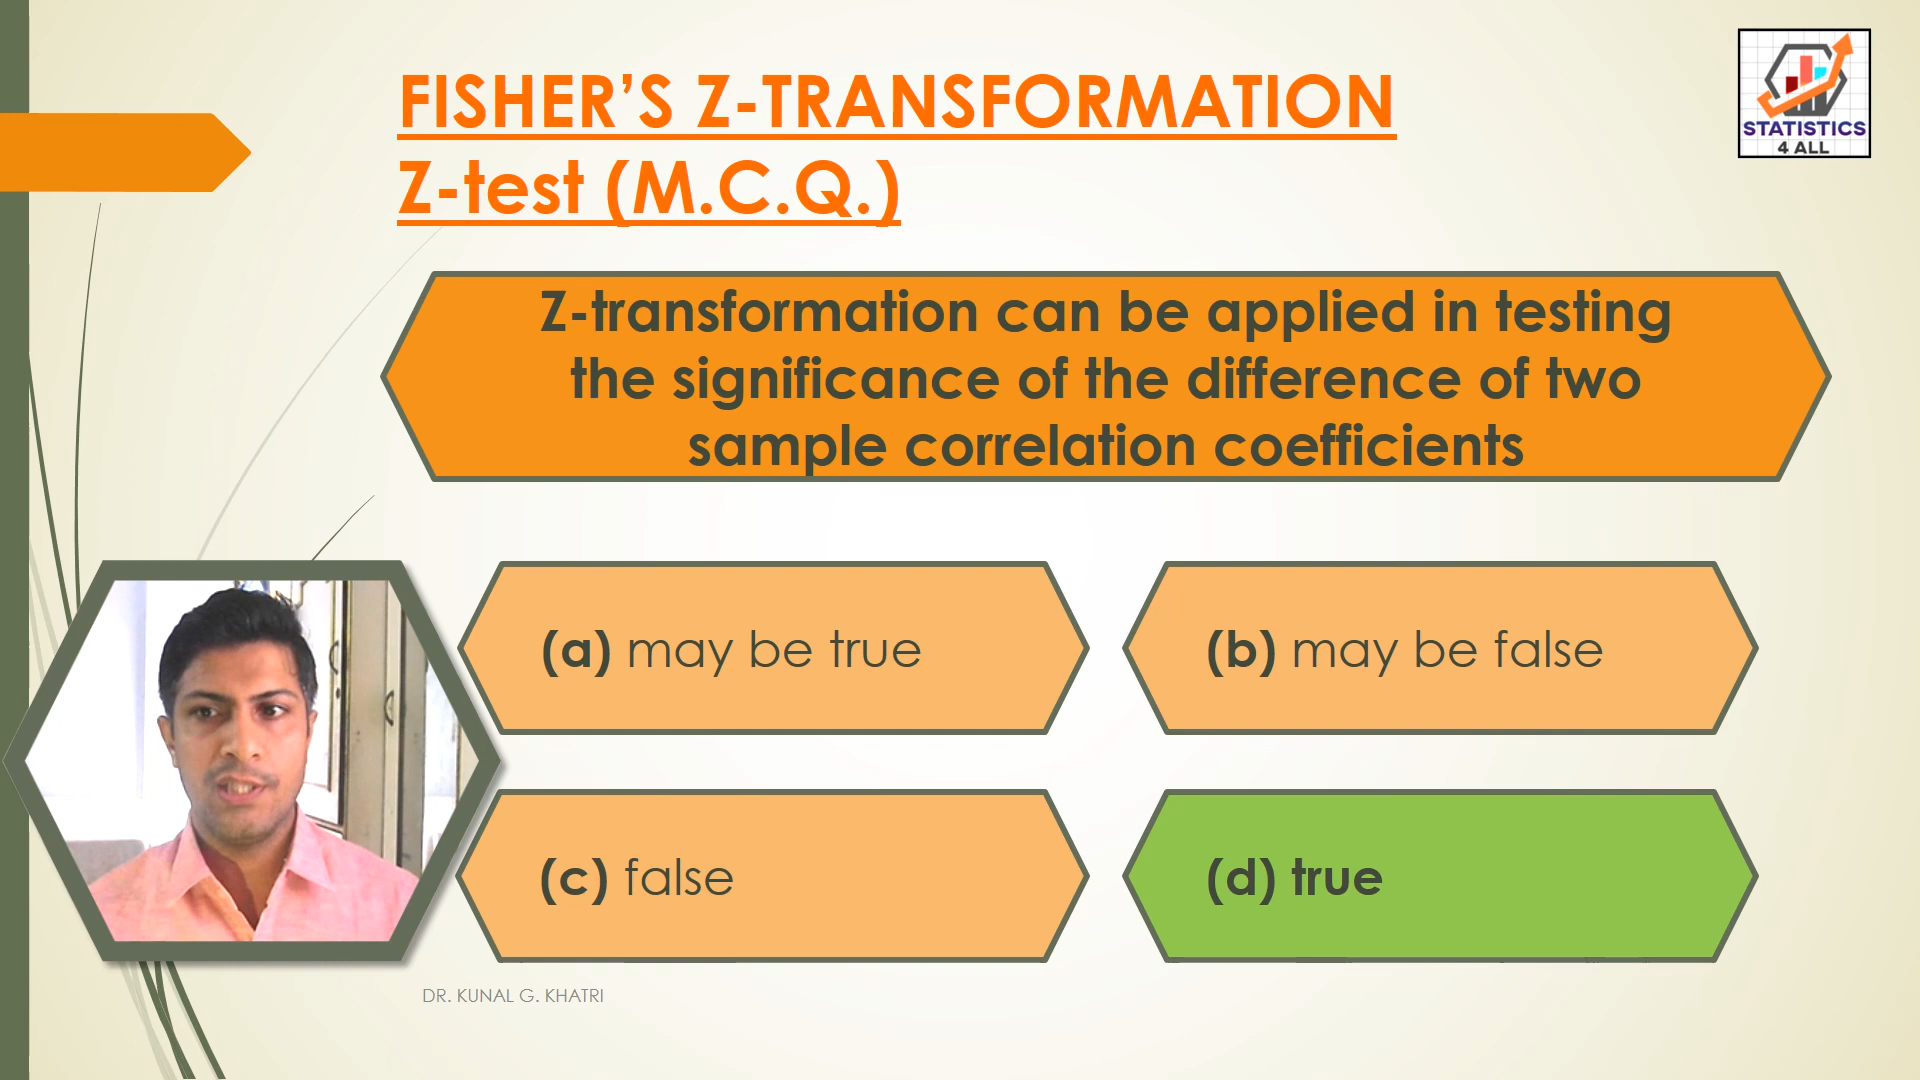 FISHER’S Z-TRANSFORMATION
Z-test (M.C.Q.)
STATISTICS
4 ALL
Z-transformation can be applied in testing
the significance of the difference of two
sample correlation coefficients
(a) may be true
(b) may be false
(c) false
(d) true
DR. KUNAL G. KHATRI